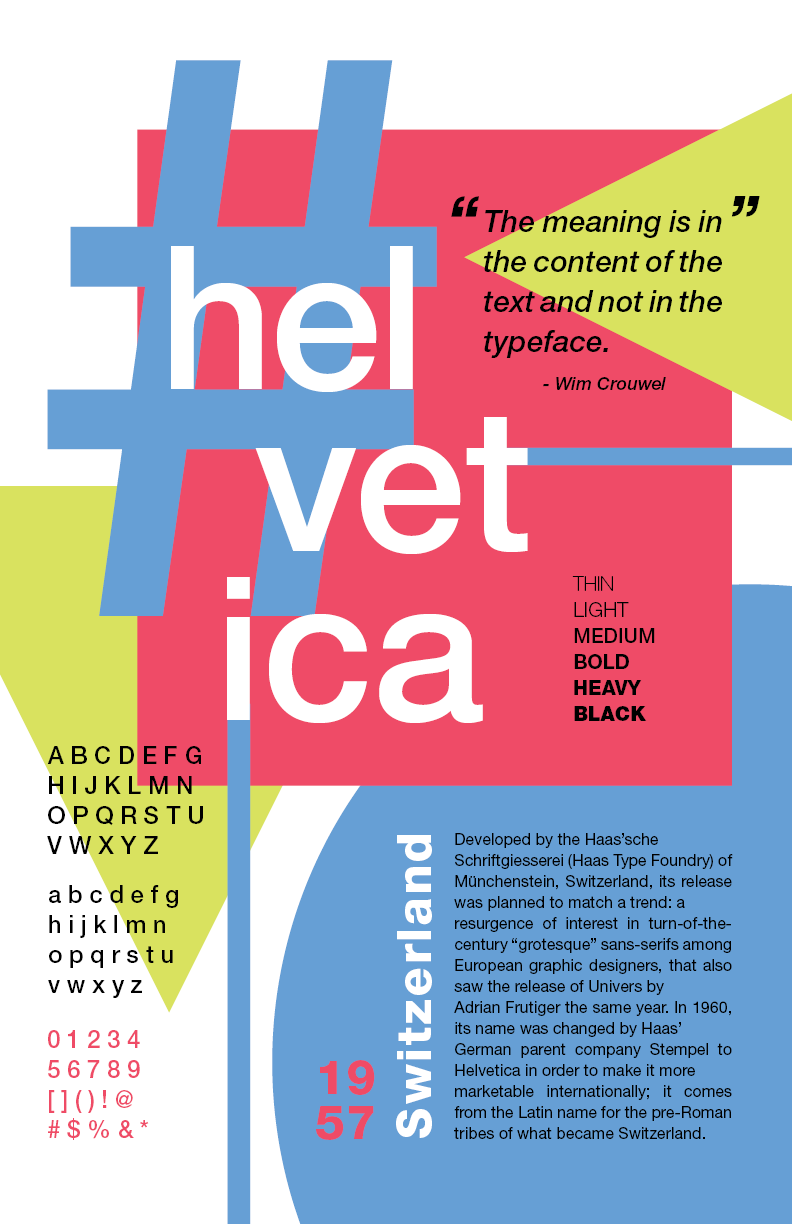 #
hel
vet
ica
“The meaning is in”
the content of the
text and not in the
typeface.
- Wim Crouwel
THIN
LIGHT
MEDIUM
BOLD
HEAVY
BLACK
A B C D E F G
H I J K L M N
O P Q R S T U
V W X Y Z
a b c d e f g
h i j k l m n
o p q r s t u
v w x y z
0 1 2 3 4
5 6 7 8 9
[ ] ( ) ! @
# $ % & *
19
57
Switzerland
Developed by the Haas’sche
Schriftgiesserei (Haas Type Foundry) of
Münchenstein, Switzerland, its release
was planned to match a trend: a
resurgence of interest in turn-of-the-
century “grotesque” sans-serifs among
European graphic designers, that also
saw the release of Univers by
Adrian Frutiger the same year. In 1960,
its name was changed by Haas’
German parent company Stempel to
Helvetica in order to make it more
marketable internationally; it comes
from the Latin name for the pre-Roman
tribes of what became Switzerland.